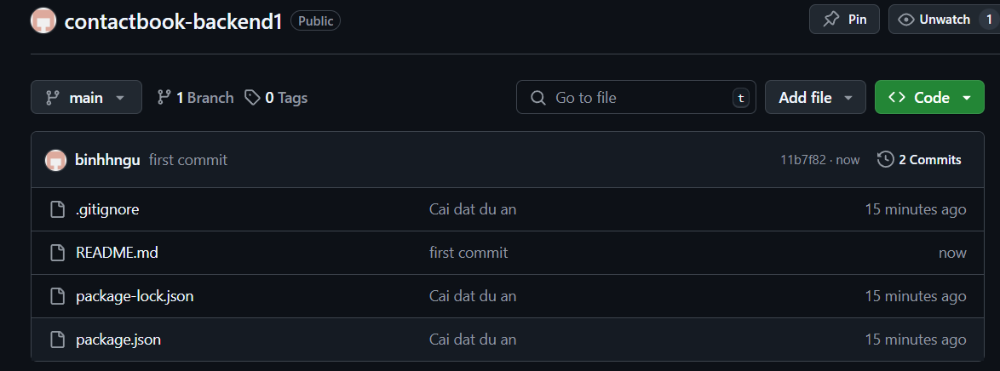 contactbook-backend1 Public Pin Unwatch 1
main 1 Branch 0 Tags Go to file t Add file Code
binhhngu first commit 11b7f82 · now 2 Commits
.gitignore Cai dat du an 15 minutes ago
README.md first commit now
package-lock.json Cai dat du an 15 minutes ago
package.json Cai dat du an 15 minutes ago